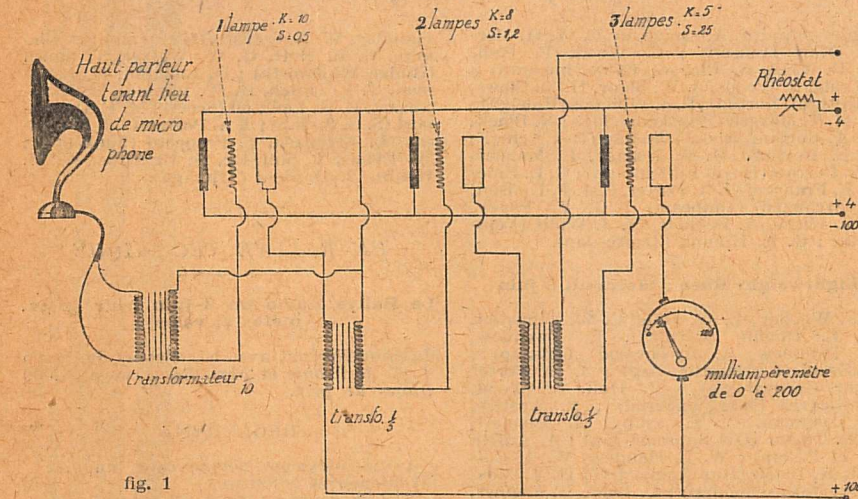 1 lampe. K=10
S=0,5
2 lampes K=8
S=1,2
3 lampes. K=5
S=25
Haut-parleur
tenant lieu
de micro
phone
Rhéostat
+
-4
+4
-100
transformateur 10
transfo. 1/3
transfo. 1/3
milliampèremètre
de 0 à 200
fig. 1
+100